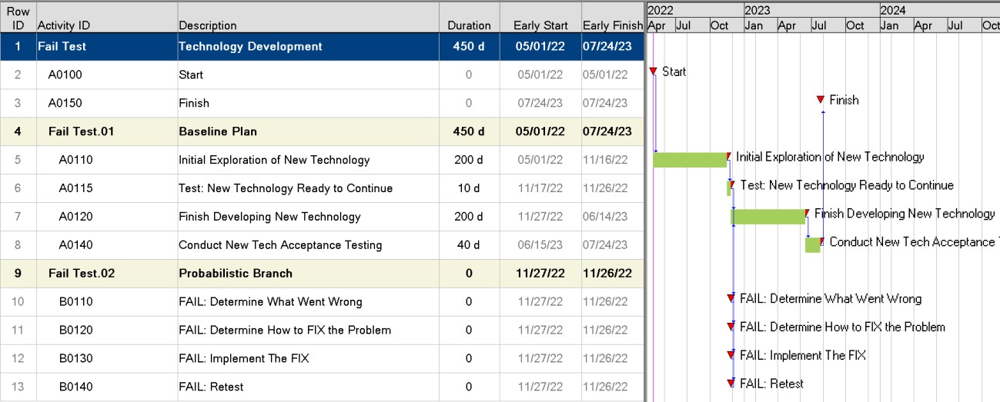 Row ID Activity ID Description Duration Early Start Early Finish
2022 2023 2024
Apr Jul Oct Jan Apr Jul Oct Jan Apr Jul Oct
1 Fail Test Technology Development 450 d 05/01/22 07/24/23
2 A0100 Start 0 05/01/22 05/01/22 Start
3 A0150 Finish 0 07/24/23 07/24/23 Finish
4 Fail Test.01 Baseline Plan 450 d 05/01/22 07/24/23
5 A0110 Initial Exploration of New Technology 200 d 05/01/22 11/16/22 Initial Exploration of New Technology
6 A0115 Test: New Technology Ready to Continue 10 d 11/17/22 11/26/22 Test: New Technology Ready to Continue
7 A0120 Finish Developing New Technology 200 d 11/27/22 06/14/23 Finish Developing New Technology
8 A0140 Conduct New Tech Acceptance Testing 40 d 06/15/23 07/24/23 Conduct New Tech Acceptance
9 Fail Test.02 Probabilistic Branch 0 11/27/22 11/26/22
10 B0110 FAIL: Determine What Went Wrong 0 11/27/22 11/26/22 FAIL: Determine What Went Wrong
11 B0120 FAIL: Determine How to FIX the Problem 0 11/27/22 11/26/22 FAIL: Determine How to FIX the Problem
12 B0130 FAIL: Implement The FIX 0 11/27/22 11/26/22 FAIL: Implement The FIX
13 B0140 FAIL: Retest 0 11/27/22 11/26/22 FAIL: Retest